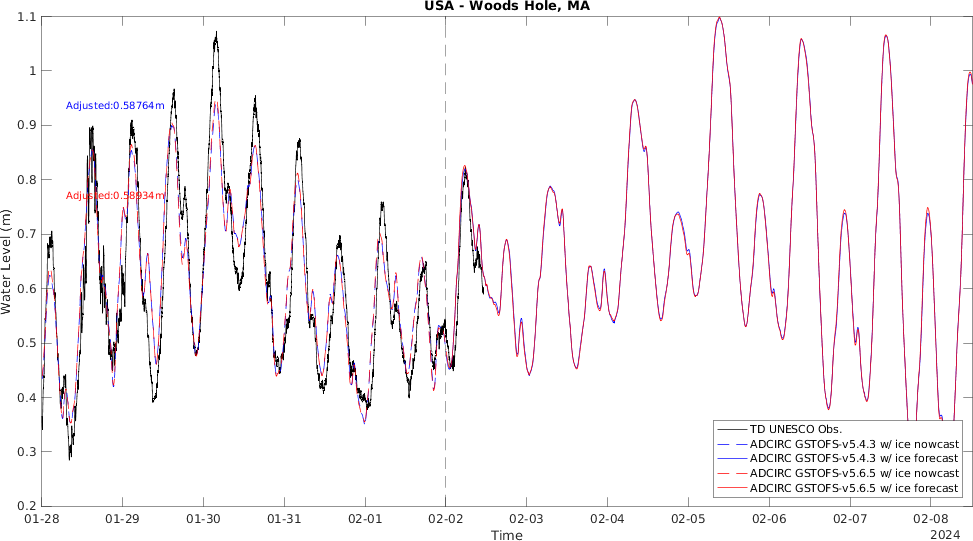 USA - Woods Hole, MA
1.1
1
0.9
0.8
0.7
0.6
0.5
0.4
0.3
0.2
Water Level (m)
Adjusted:0.58764m
Adjusted:0.58934m
TD UNESCO Obs.
ADCIRC GSTOFS-v5.4.3 w/ ice nowcast
ADCIRC GSTOFS-v5.4.3 w/ ice forecast
ADCIRC GSTOFS-v5.6.5 w/ ice nowcast
ADCIRC GSTOFS-v5.6.5 w/ ice forecast
01-28 01-29 01-30 01-31 02-01 02-02 02-03 02-04 02-05 02-06 02-07 02-08
Time
2024